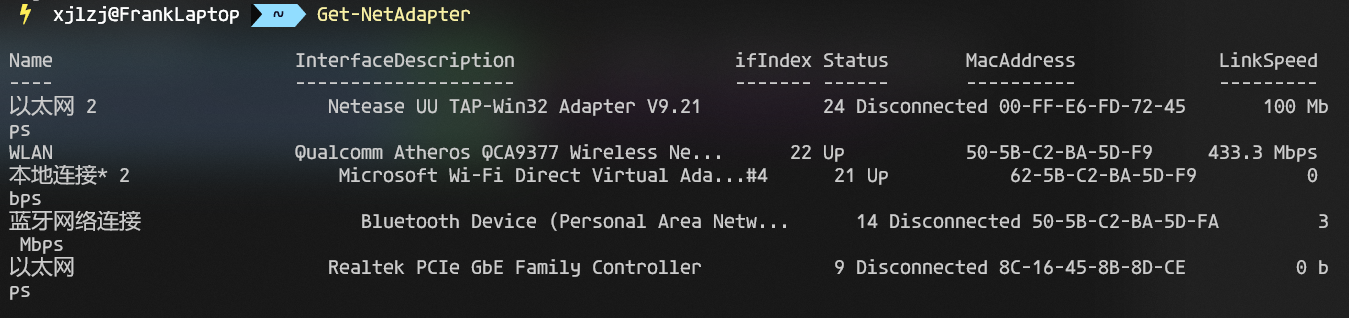 ⚡ xjlzj@FrankLaptop ~ Get-NetAdapter
Name InterfaceDescription ifIndex Status MacAddress LinkSpeed
---- -------------------- ------- ------ ---------- ---------
以太网 2 Netease UU TAP-Win32 Adapter V9.21 24 Disconnected 00-FF-E6-FD-72-45 100 Mb
ps
WLAN Qualcomm Atheros QCA9377 Wireless Ne... 22 Up 50-5B-C2-BA-5D-F9 433.3 Mbps
本地连接* 2 Microsoft Wi-Fi Direct Virtual Ada...#4 21 Up 62-5B-C2-BA-5D-F9 0
bps
蓝牙网络连接 Bluetooth Device (Personal Area Netw... 14 Disconnected 50-5B-C2-BA-5D-FA 3
Mbps
以太网 Realtek PCIe GbE Family Controller 9 Disconnected 8C-16-45-8B-8D-CE 0 b
ps